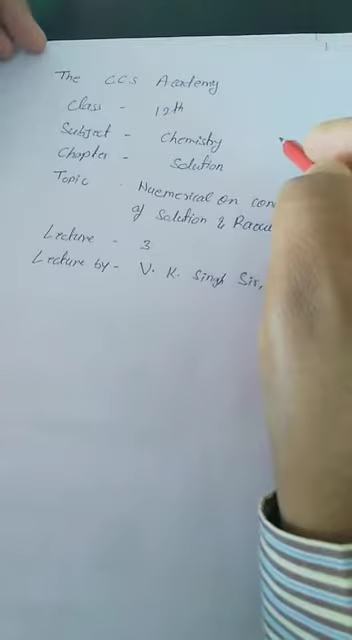 The CCS Academy
Class - 12th
Subject - Chemistry
Chapter - Solution
Topic - Nuemerical on
of Solution &
Lecture - 3
Lecture by - V. K. Singh Sir,